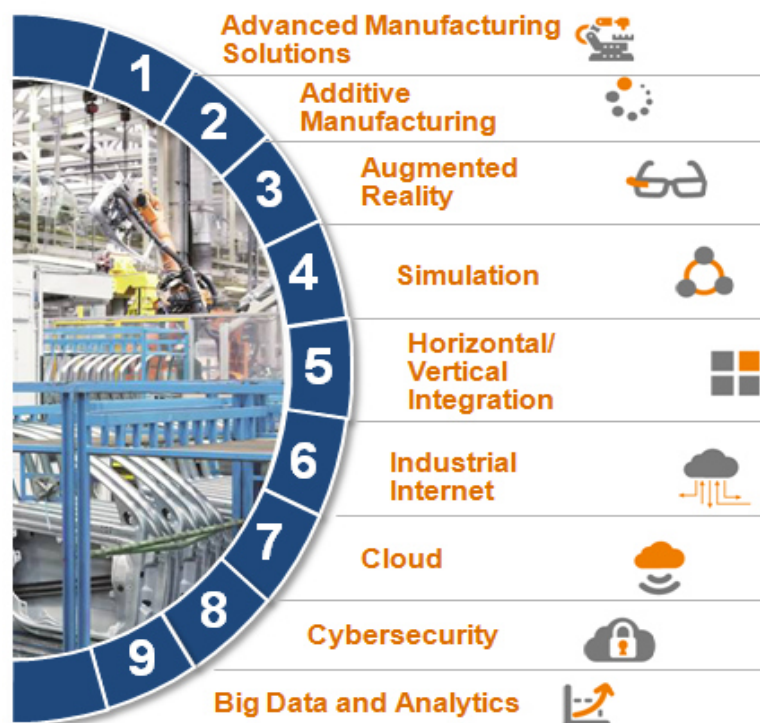 1
Advanced Manufacturing
Solutions
2
Additive
Manufacturing
3
Augmented
Reality
4
Simulation
5
Horizontal/
Vertical
Integration
6
Industrial
Internet
7
Cloud
8
Cybersecurity
9
Big Data and Analytics